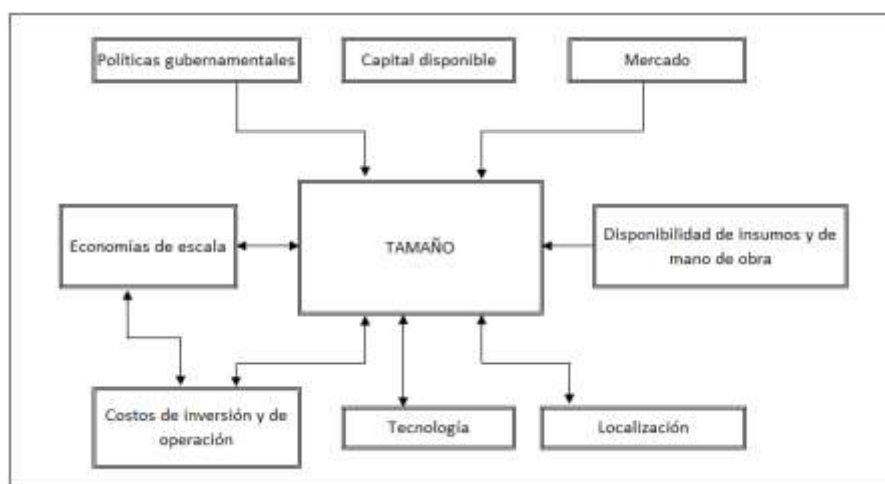 Políticas gubernamentales
Capital disponible
Mercado
Economías de escala
TAMAÑO
Disponibilidad de insumos y de
mano de obra
Costos de inversión y de
operación
Tecnología
Localización